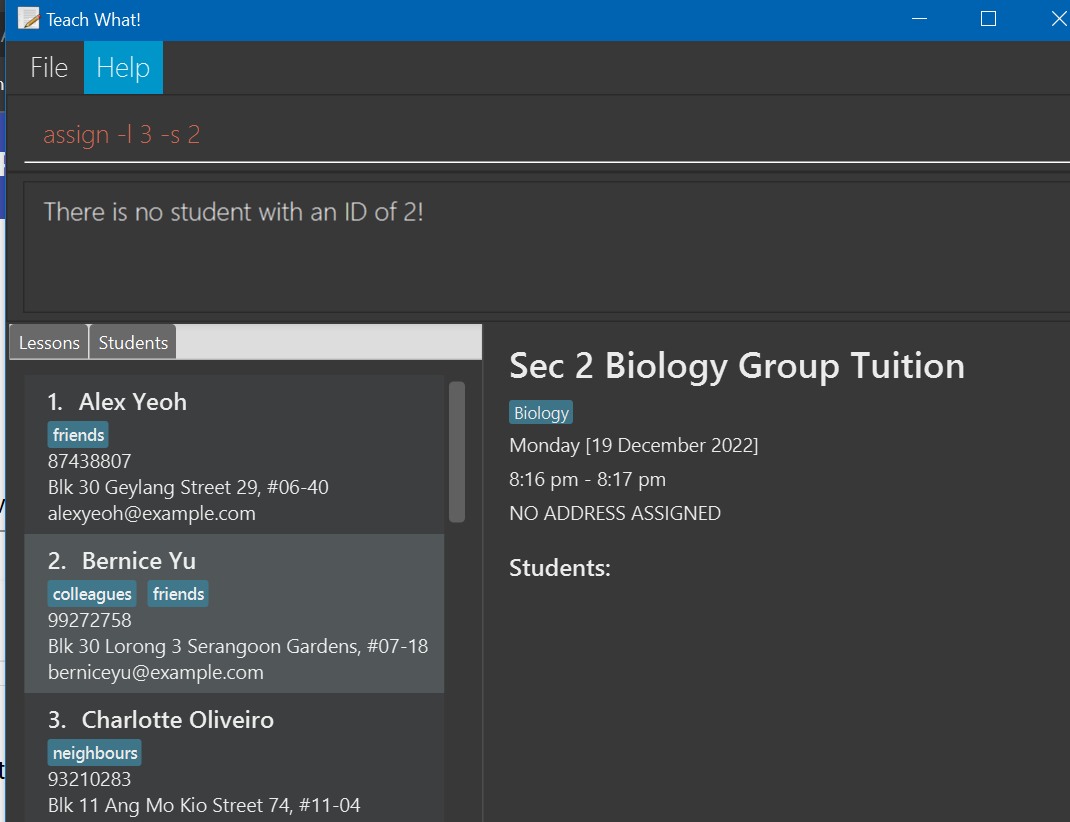 Teach What!
File Help
assign -l 3 -s 2
There is no student with an ID of 2!
Lessons Students
1. Alex Yeoh
friends
87438807
Blk 30 Geylang Street 29, #06-40
alexyeoh@example.com
2. Bernice Yu
colleagues friends
99272758
Blk 30 Lorong 3 Serangoon Gardens, #07-18
berniceyu@example.com
3. Charlotte Oliveiro
neighbours
93210283
Blk 11 Ang Mo Kio Street 74, #11-04
Sec 2 Biology Group Tuition
Biology
Monday [19 December 2022]
8:16 pm - 8:17 pm
NO ADDRESS ASSIGNED
Students: